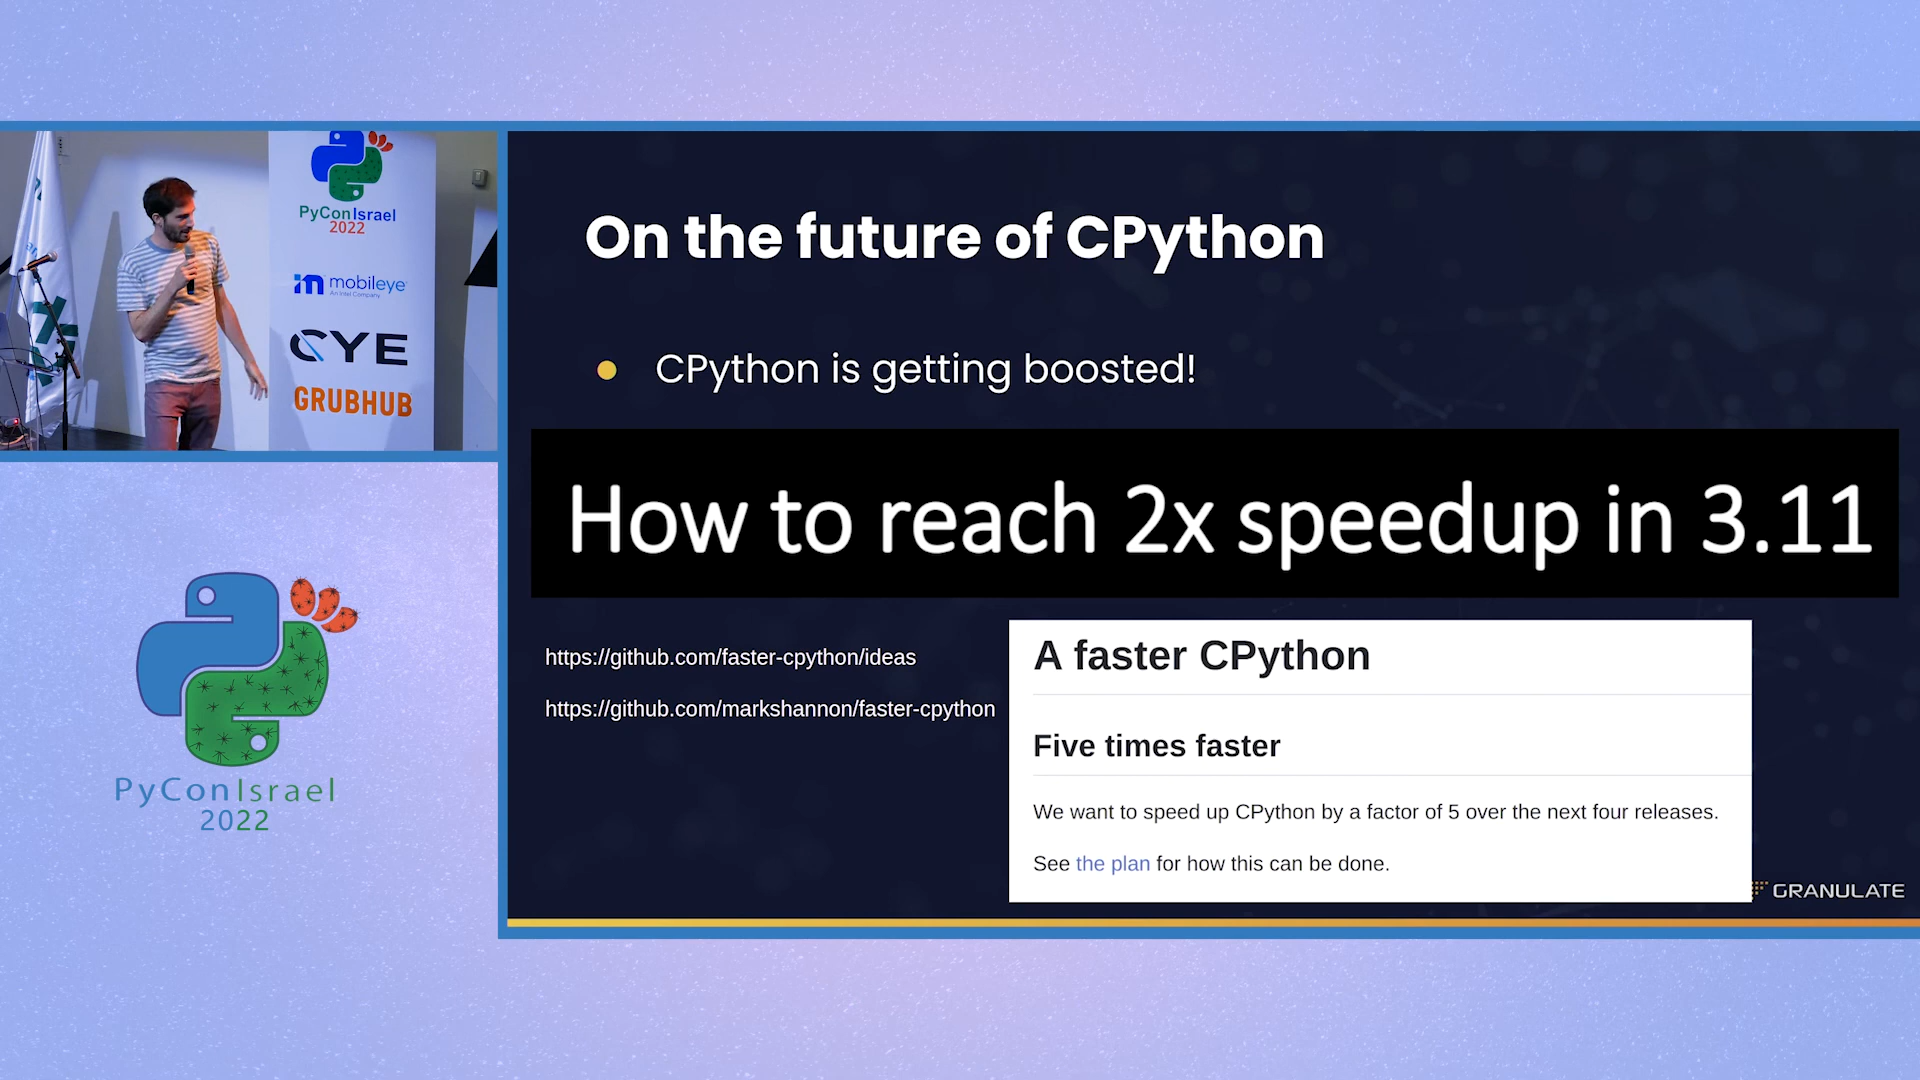 PyConIsrael
2022
mobileye
An Intel Company
CYE
GRUBHUB
PyConIsrael
2022
On the future of CPython
CPython is getting boosted!
How to reach 2x speedup in 3.11
https://github.com/faster-cpython/ideas
https://github.com/markshannon/faster-cpython
A faster CPython
Five times faster
We want to speed up CPython by a factor of 5 over the next four releases.
See the plan for how this can be done.
GRANULATE